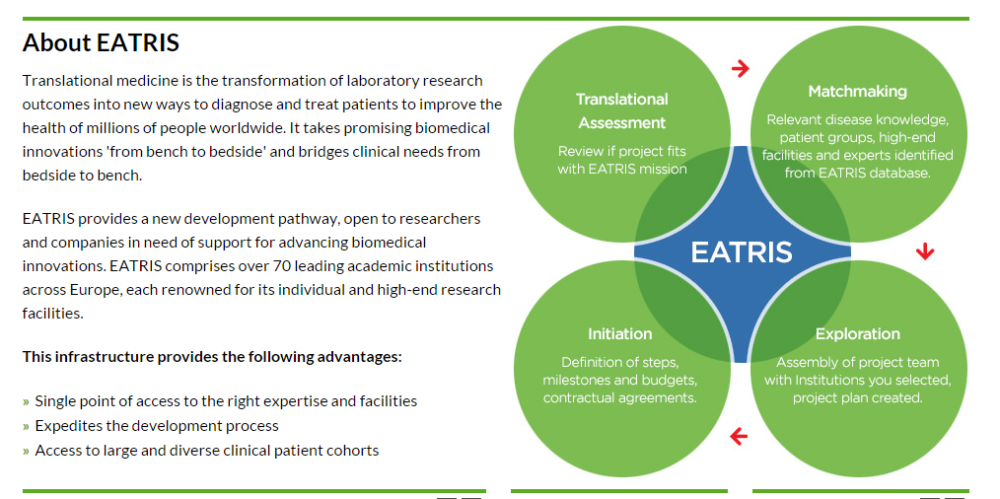 About EATRIS
Translational medicine is the transformation of laboratory research
outcomes into new ways to diagnose and treat patients to improve the
health of millions of people worldwide. It takes promising biomedical
innovations 'from bench to bedside' and bridges clinical needs from
bedside to bench.
EATRIS provides a new development pathway, open to researchers
and companies in need of support for advancing biomedical
innovations. EATRIS comprises over 70 leading academic institutions
across Europe, each renowned for its individual and high-end research
facilities.
This infrastructure provides the following advantages:
» Single point of access to the right expertise and facilities
» Expedites the development process
» Access to large and diverse clinical patient cohorts
Translational
Assessment
Review if project fits
with EATRIS mission
Matchmaking
Relevant disease knowledge,
patient groups, high-end
facilities and experts identified
from EATRIS database.
EATRIS
Initiation
Definition of steps,
milestones and budgets,
contractual agreements.
Exploration
Assembly of project team
with Institutions you selected,
project plan created.